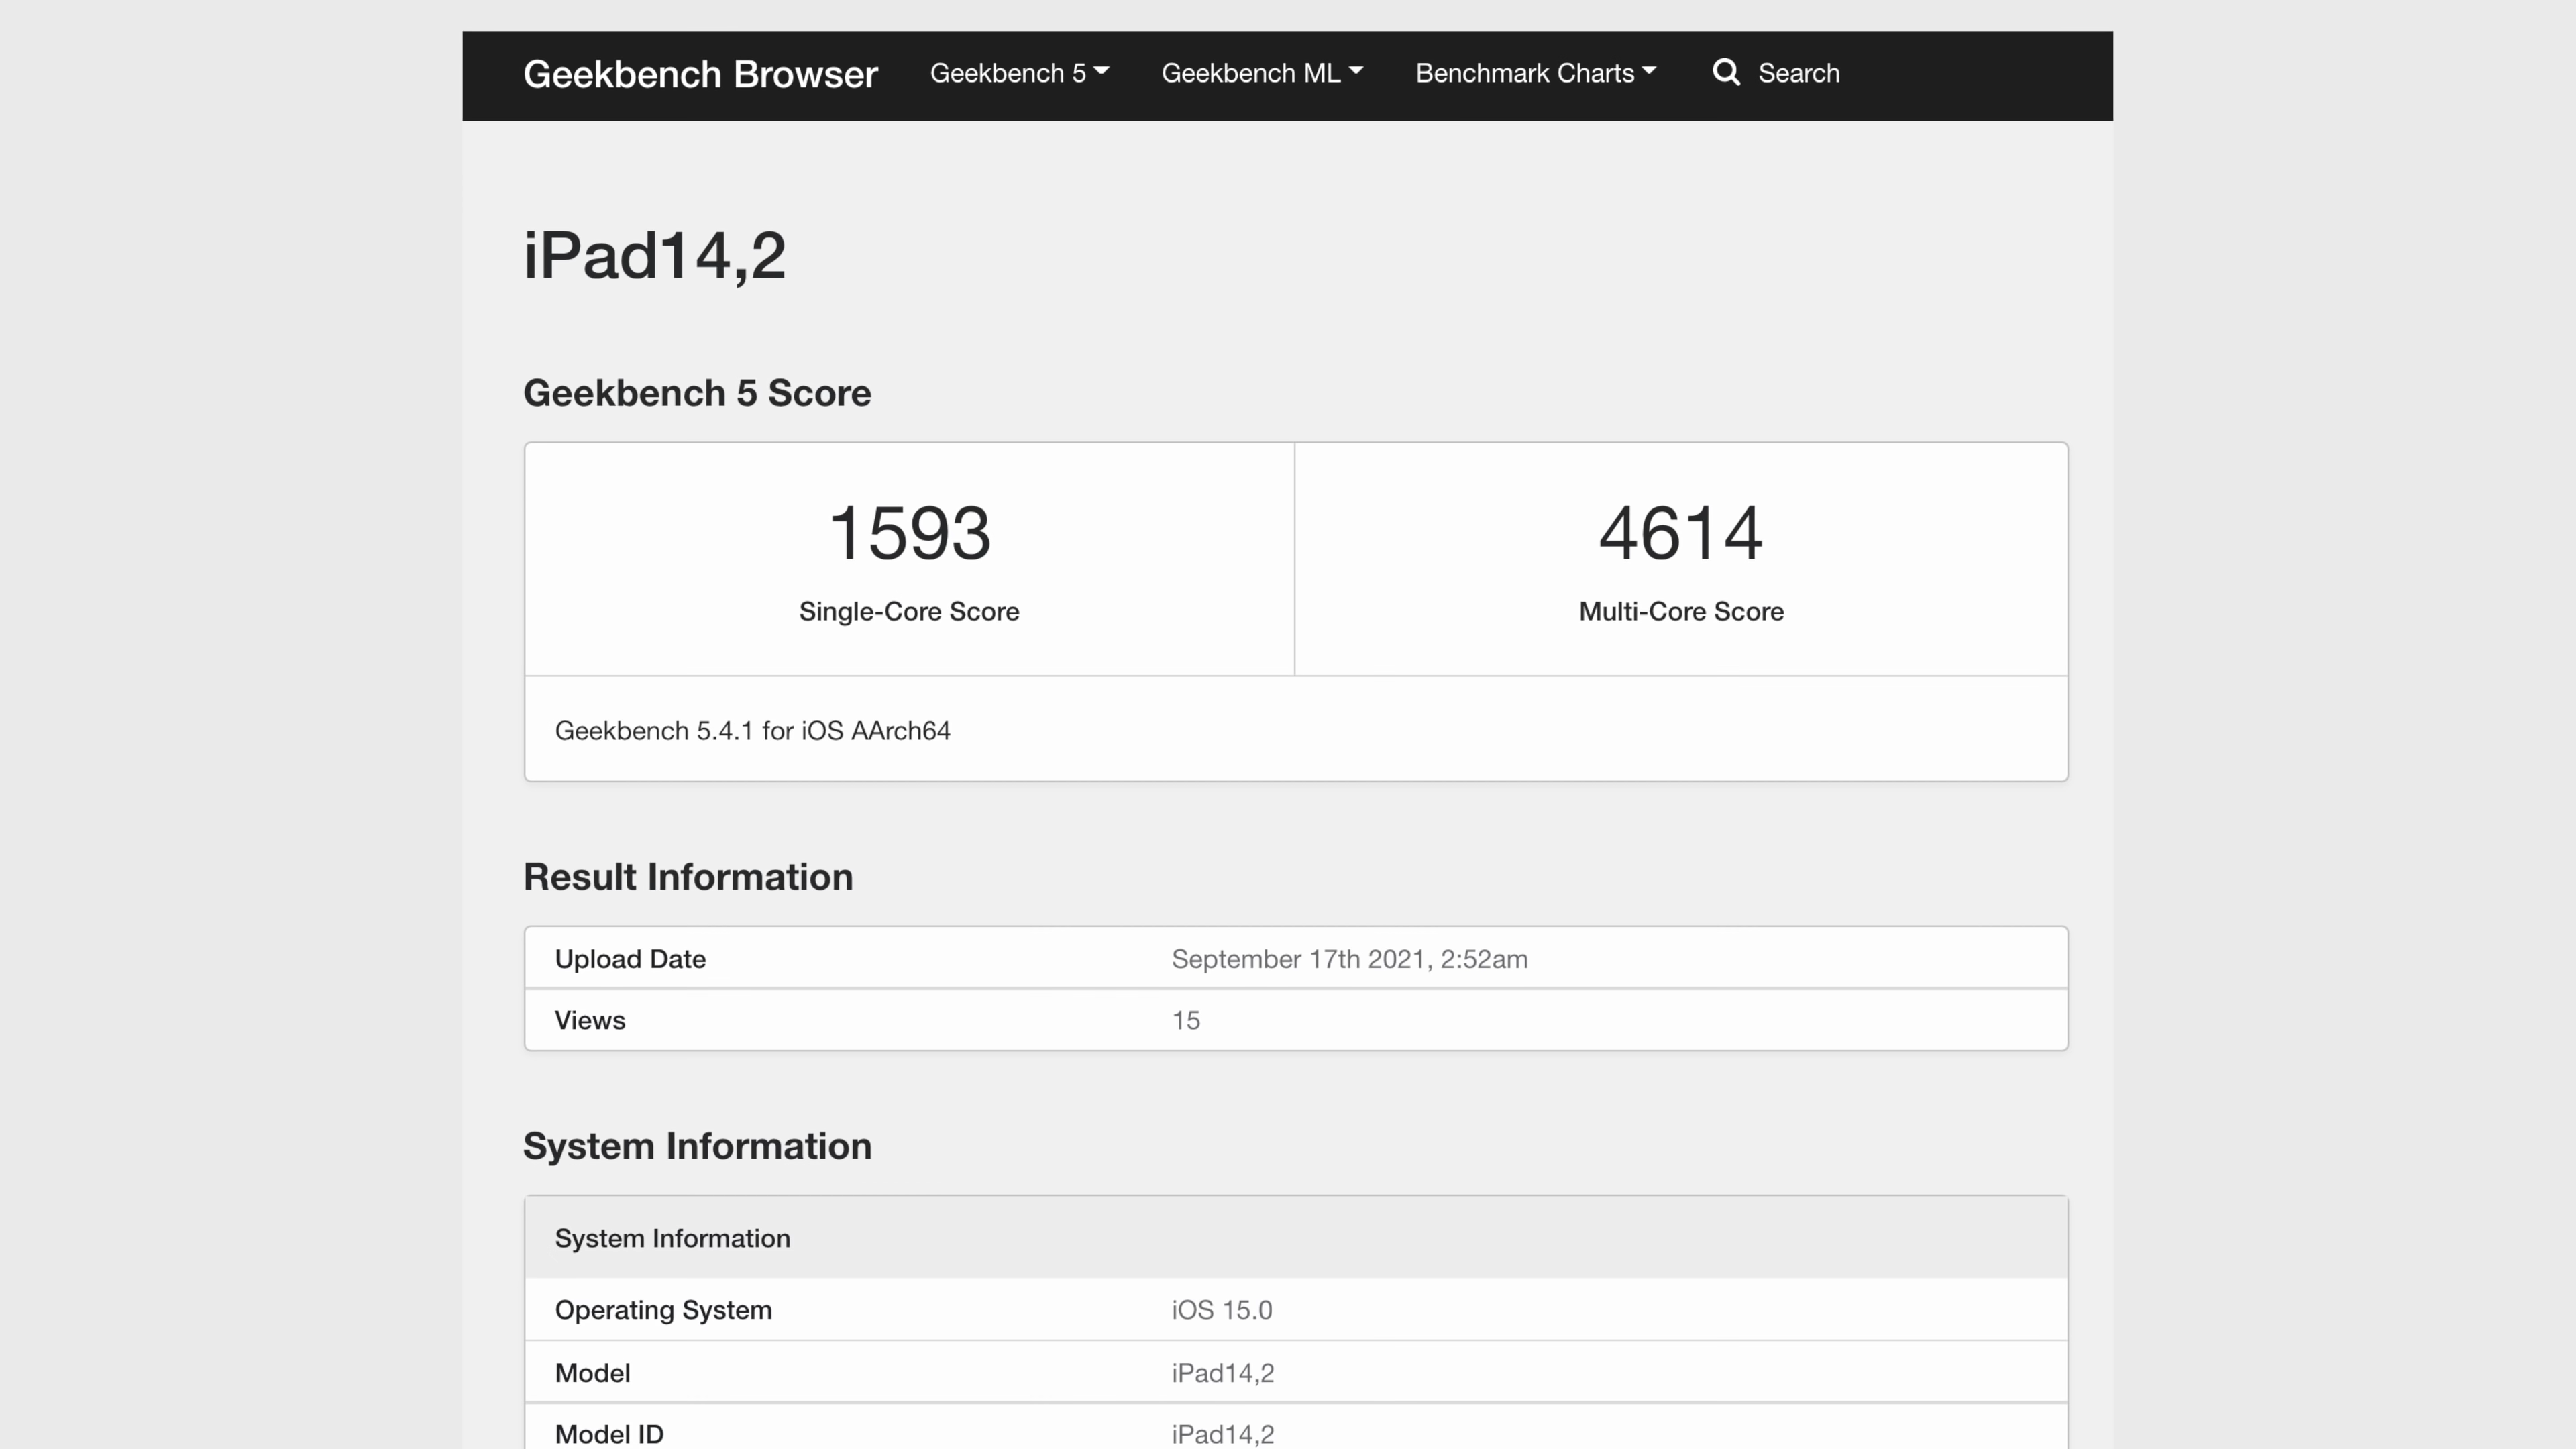 Geekbench Browser Geekbench 5 Geekbench ML Benchmark Charts Search
iPad14,2
Geekbench 5 Score
1593 4614
Single-Core Score Multi-Core Score
Geekbench 5.4.1 for iOS AArch64
Result Information
Upload Date September 17th 2021, 2:52am
Views 15
System Information
System Information
Operating System iOS 15.0
Model iPad14,2
Model ID iPad14,2